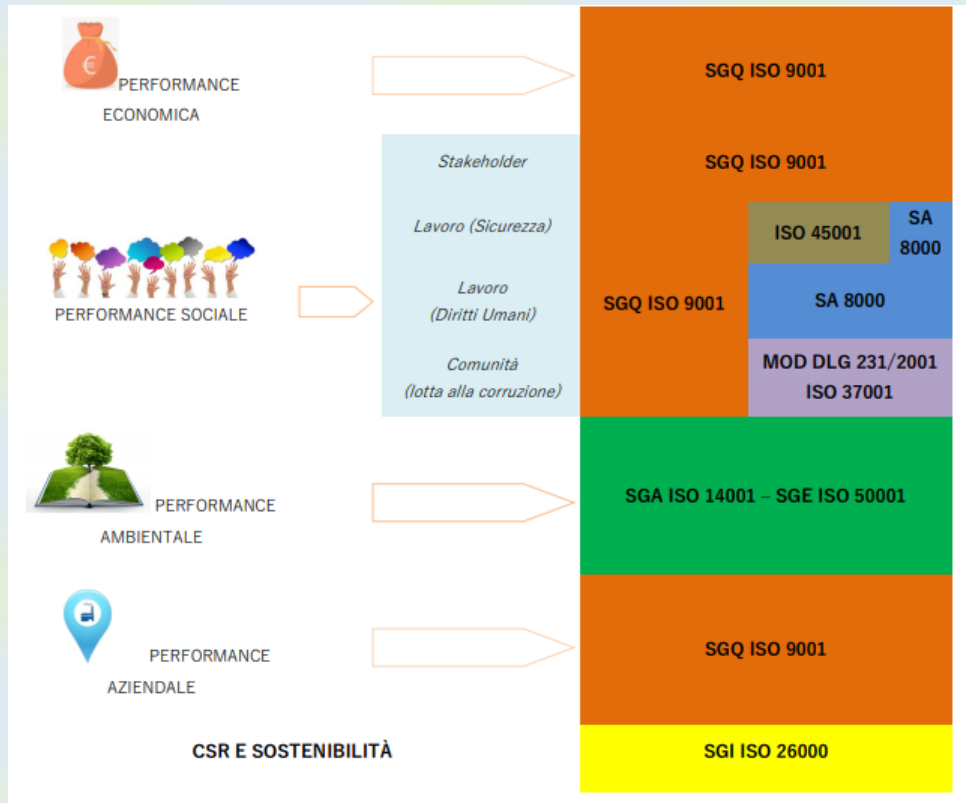 PERFORMANCE
ECONOMICA
SGQ ISO 9001
Stakeholder
SGQ ISO 9001
Lavoro (Sicurezza)
ISO 45001
SA
8000
PERFORMANCE SOCIALE
Lavoro
(Diritti Umani)
SGQ ISO 9001
SA 8000
Comunità
(lotta alla corruzione)
MOD DLG 231/2001
ISO 37001
PERFORMANCE
AMBIENTALE
SGA ISO 14001 – SGE ISO 50001
PERFORMANCE
AZIENDALE
SGQ ISO 9001
CSR E SOSTENIBILITÀ
SGI ISO 26000